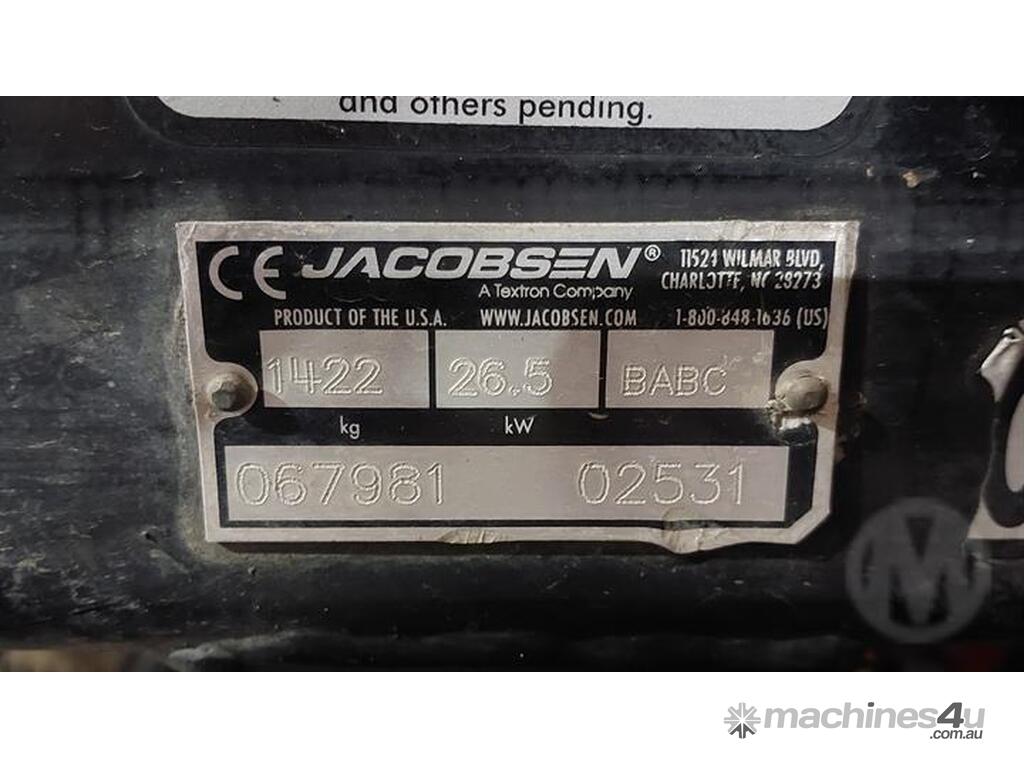 and others pending.
CE JACOBSEN® 11524 WILMAR BLVD,
CHARLOTTE, NC 28273
A Textron Company
PRODUCT OF THE U.S.A. WWW.JACOBSEN.COM 1-800-848-1636 (US)
1422 26.5 BABC
kg kW
067981 02531
M
machines4u
.com.au